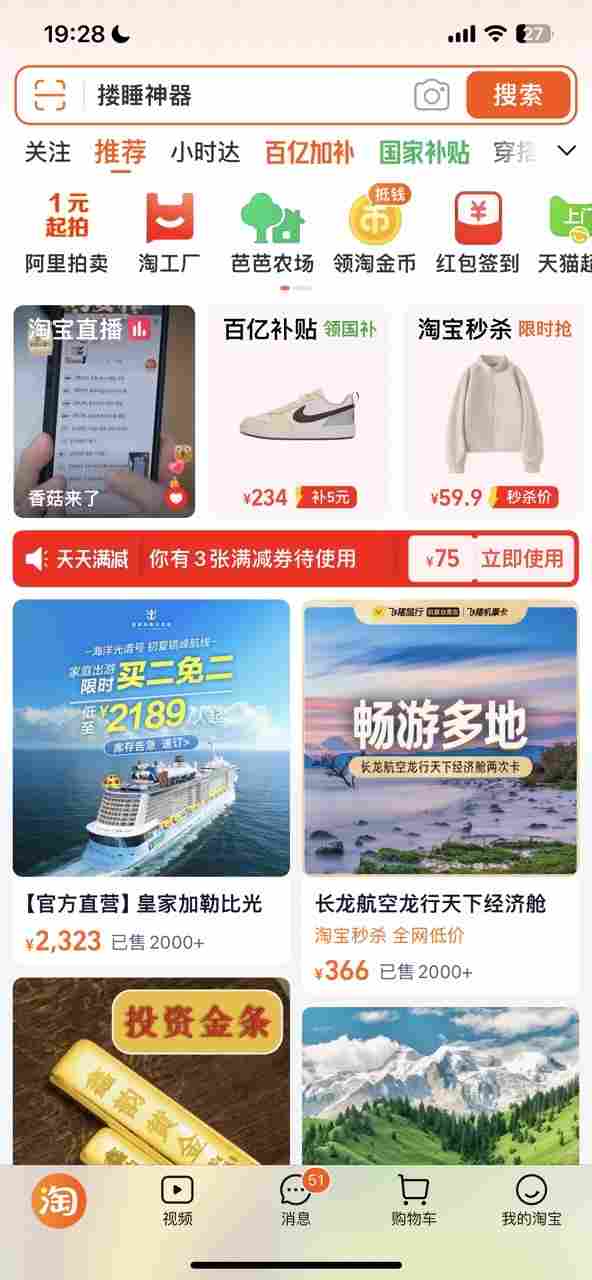 19:28
27
搂睡神器
搜索
关注 推荐 小时达 百亿加补 国家补贴 穿搭
1元
起拍
抵钱
¥
上门
阿里拍卖 淘工厂 芭芭农场 领淘金币 红包签到 天猫超
淘宝直播
香菇来了
百亿补贴 领国补
¥234 补5元
淘宝秒杀 限时抢
¥59.9 秒杀价
天天满减 你有3张满减券待使用 ¥75 立即使用
海洋光谱号 初夏锦峰航线
家庭出游
限时买二免二
低至¥2189/人起
库存告急 速订>
【官方直营】皇家加勒比光
¥2,323 已售2000+
飞猪旅行 飞猪机票卡
畅游多地
长龙航空龙行天下经济舱两次卡
长龙航空龙行天下经济舱
淘宝秒杀 全网低价
¥366 已售2000+
投资金条
淘
视频
51
消息
购物车
我的淘宝